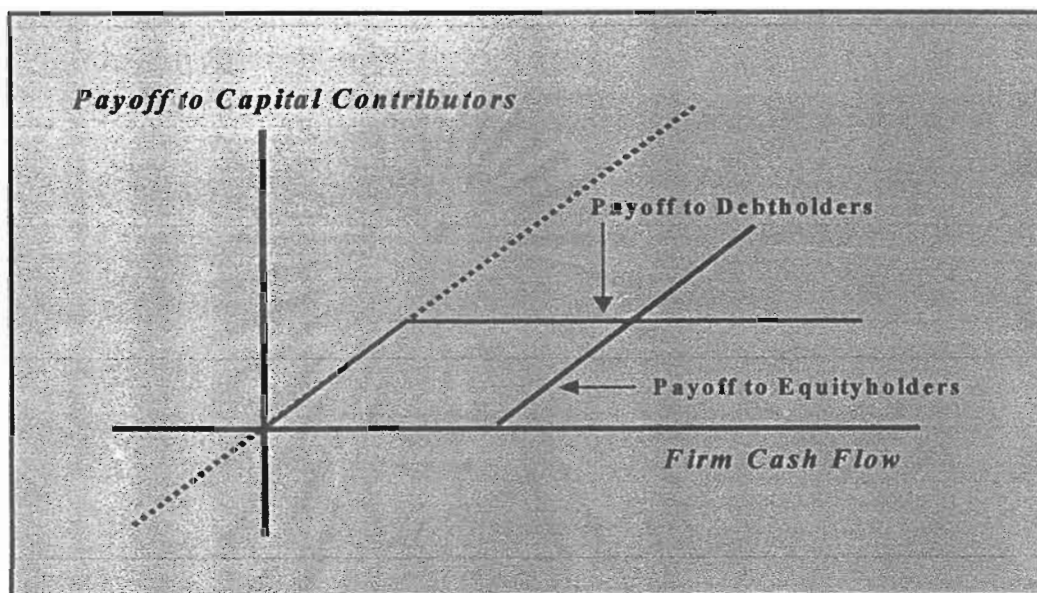 Payoff to Capital Contributors
Payoff to Debtholders
Payoff to Equityholders
Firm Cash Flow